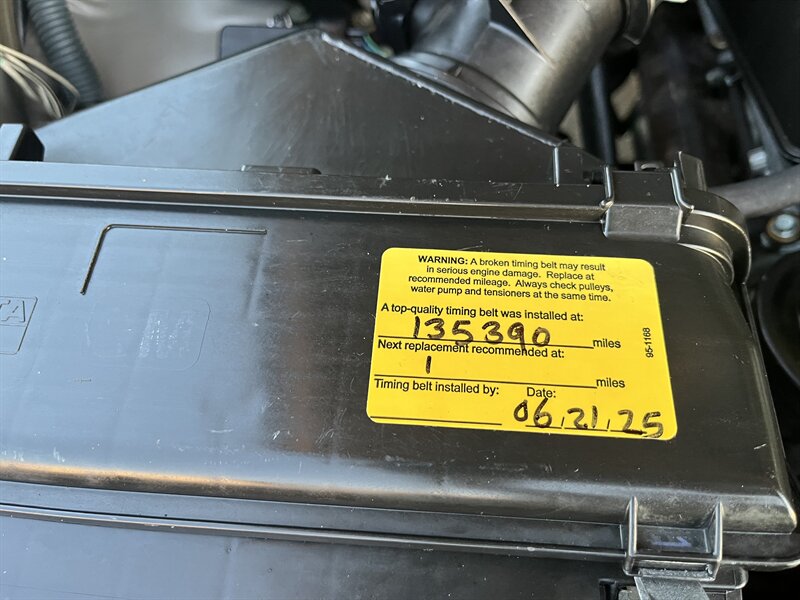 WARNING: A broken timing belt may result
in serious engine damage. Replace at
recommended mileage. Always check pulleys,
water pump and tensioners at the same time.
A top-quality timing belt was installed at:
135390 miles
Next replacement recommended at:
1 miles
Timing belt installed by: Date:
06,21,25
95-1168
TA